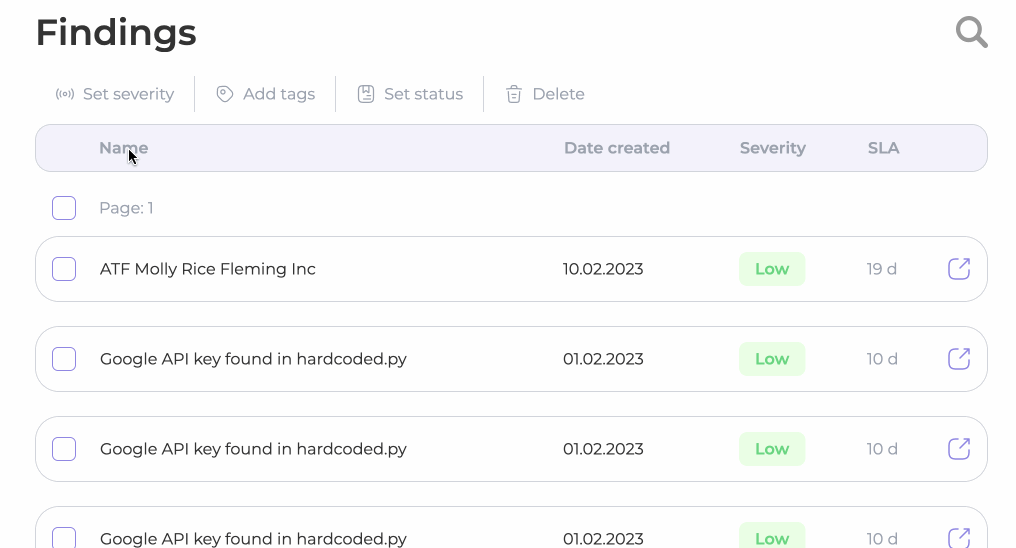 Findings
Set severity Add tags Set status Delete
Name Date created Severity SLA
Page: 1
ATF Molly Rice Fleming Inc 10.02.2023 Low 19 d
Google API key found in hardcoded.py 01.02.2023 Low 10 d
Google API key found in hardcoded.py 01.02.2023 Low 10 d
Google API key found in hardcoded.py 01.02.2023 Low 10 d